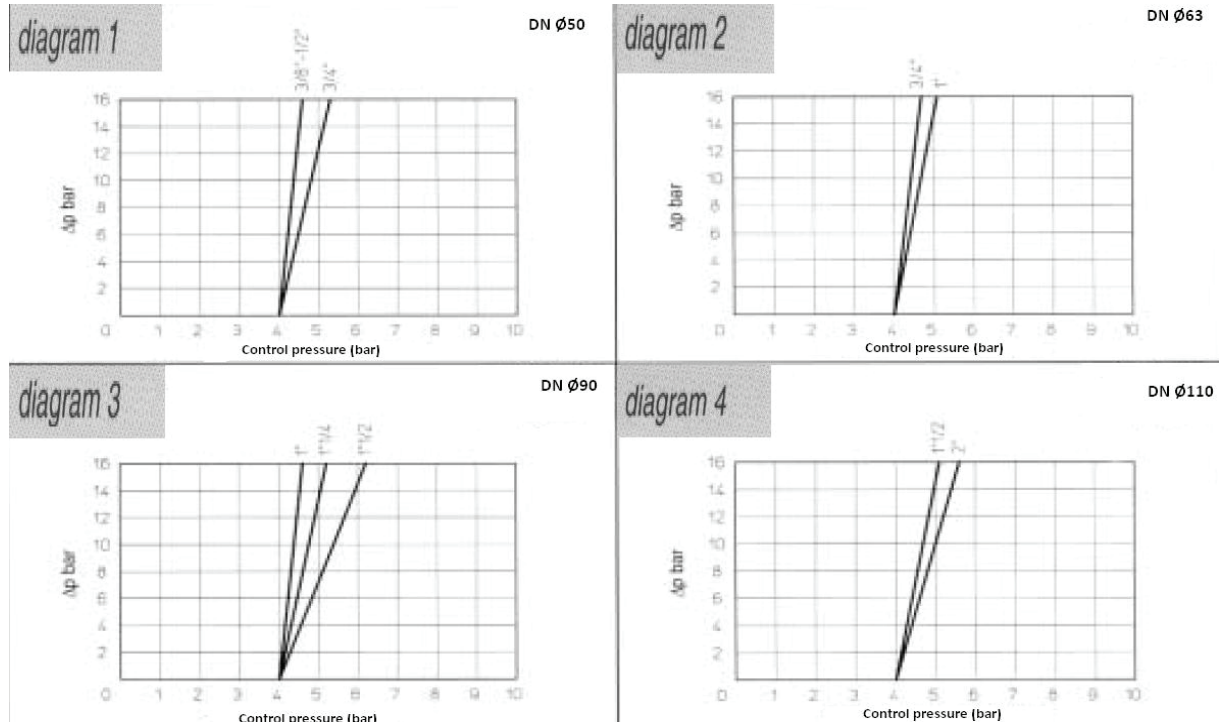 diagram 1
DN Ø50
3/8"-1/2"
3/4"
16
14
12
10
8
6
4
2
Δp bar
0 1 2 3 4 5 6 7 8 9 10
Control pressure (bar)
diagram 2
DN Ø63
3/4"
1"
16
14
12
10
8
6
4
2
Δp bar
0 1 2 3 4 5 6 7 8 9 10
Control pressure (bar)
diagram 3
DN Ø90
1"
1"1/4
1"1/2
16
14
12
10
8
6
4
2
Δp bar
0 1 2 3 4 5 6 7 8 9 10
Control pressure (bar)
diagram 4
DN Ø110
1"1/2
2"
16
14
12
10
8
6
4
2
Δp bar
0 1 2 3 4 5 6 7 8 9 10
Control pressure (bar)